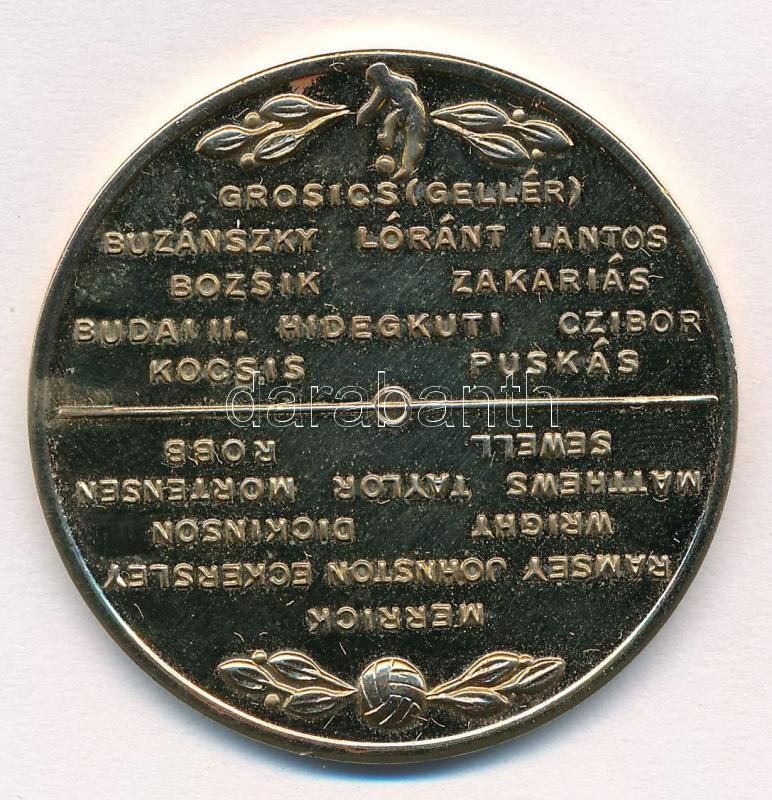 GROSICS (GELLÉR)
BUZÁNSZKY LÓRÁNT LANTOS
BOZSIK ZAKARIÁS
BUDAI II. HIDEGKUTI CZIBOR
KOCSIS PUSKÁS
darabanth
MERRICK
RAMSEY JOHNSTON ECKERSLEY
WRIGHT DICKINSON
MATTHEWS TAYLOR MORTENSEN
SEWELL ROBB